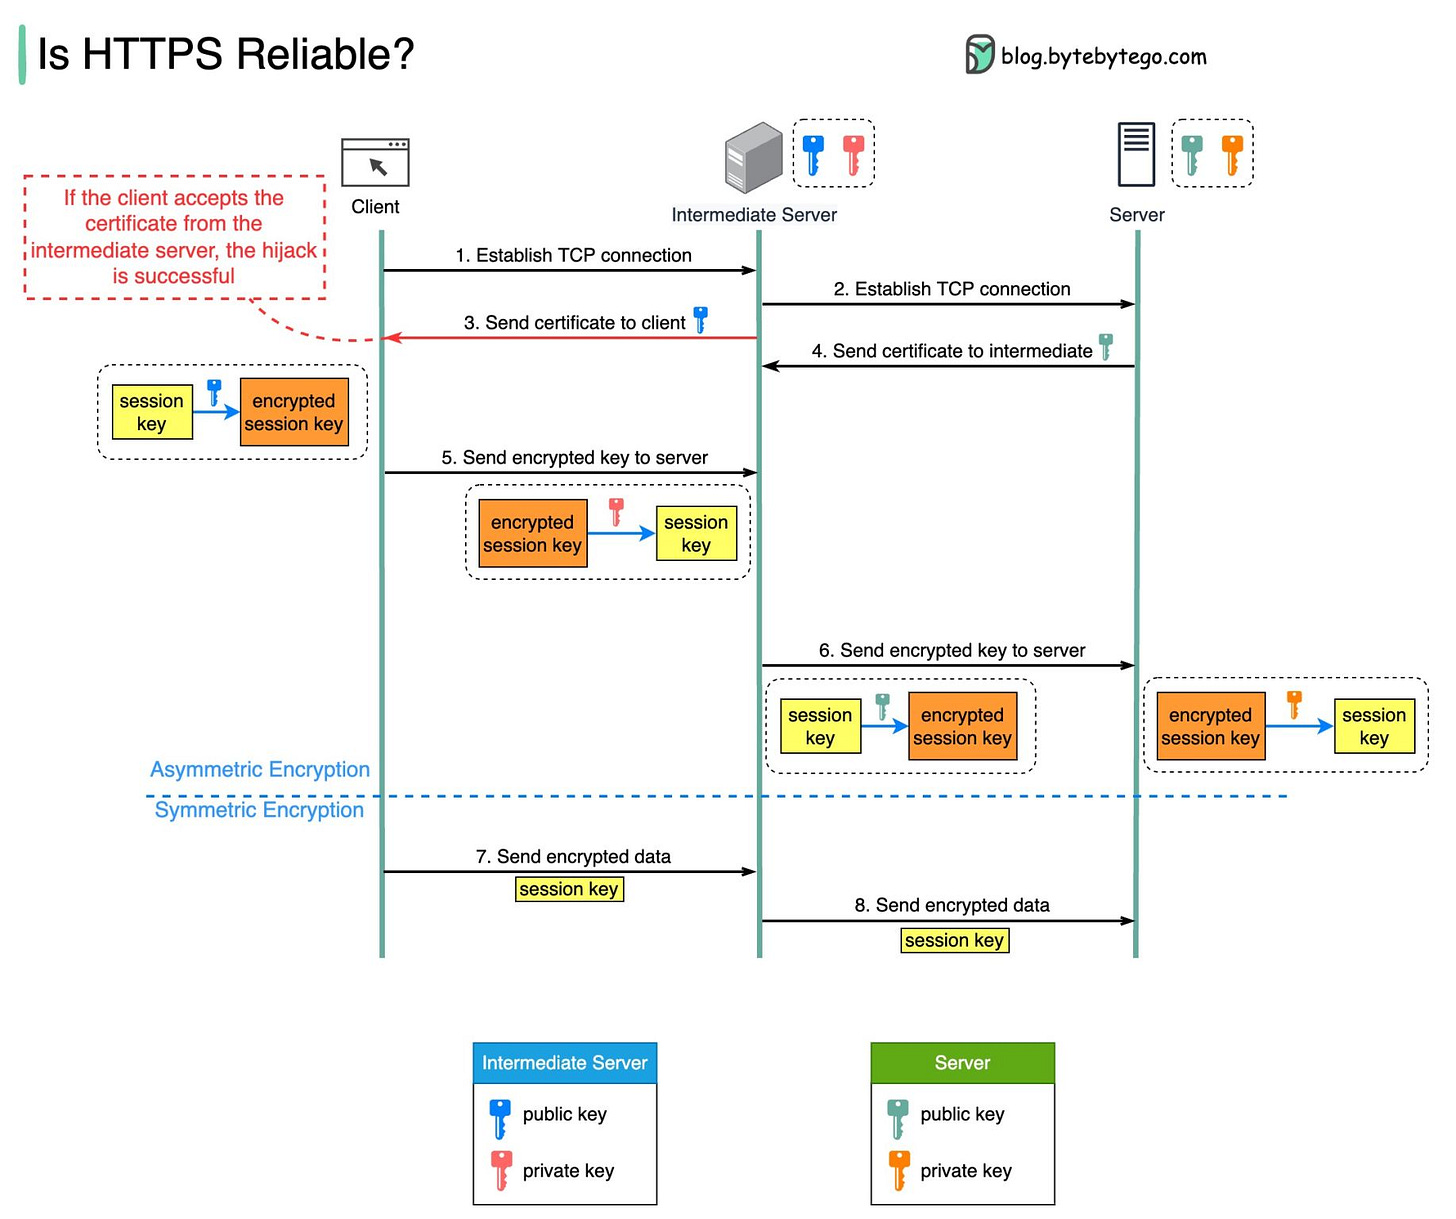 Is HTTPS Reliable?
blog.bytebytego.com
If the client accepts the
certificate from the
intermediate server, the hijack
is successful
Client
Intermediate Server
Server
1. Establish TCP connection
2. Establish TCP connection
3. Send certificate to client
4. Send certificate to intermediate
session
key
encrypted
session key
5. Send encrypted key to server
encrypted
session key
session
key
6. Send encrypted key to server
session
key
encrypted
session key
encrypted
session key
session
key
Asymmetric Encryption
Symmetric Encryption
7. Send encrypted data
session key
8. Send encrypted data
session key
Intermediate Server
public key
private key
Server
public key
private key